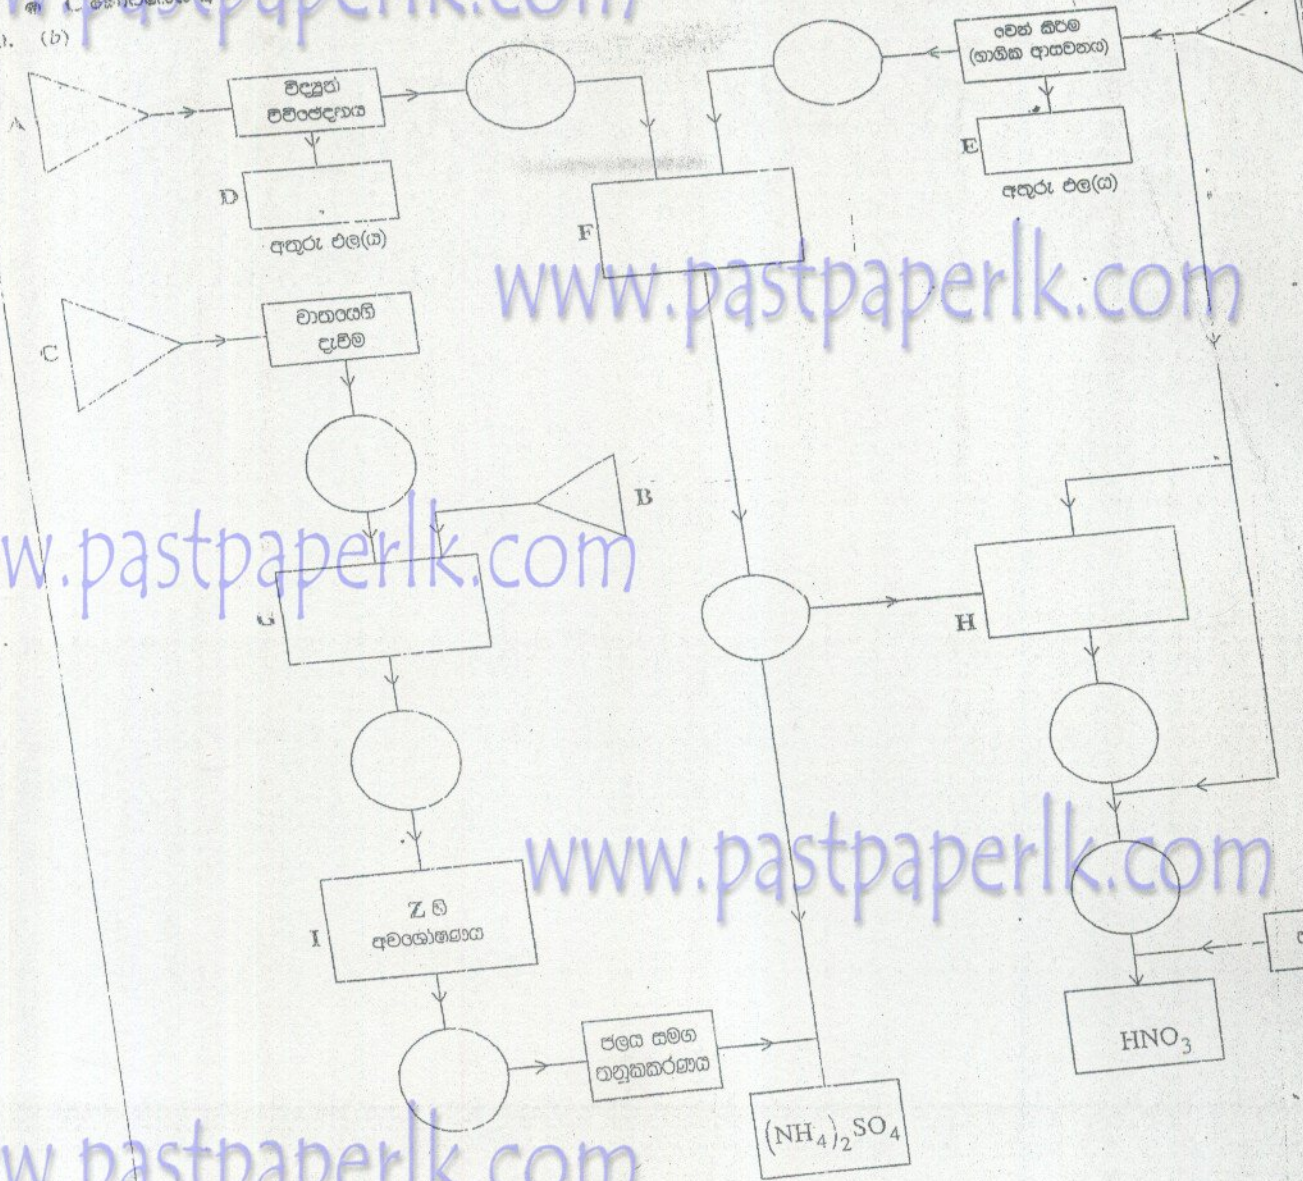 (b)
වෙන් කිරීම
(භාගික ආසවනය)
විද්‍යුත්
විච්ඡේදනය
A
E
D
අතුරු ඵල(ය)
අතුරු ඵල(ය)
F
www.pastpaperlk.com
වාතයෙහි
දැවීම
C
B
w.pastpaperlk.com
G
H
www.pastpaperlk.com
Z හි
අවශෝෂණය
I
ජලය සමග
තනුකකරණය
HNO3
(NH4)2SO4
w.pastpaperlk.com